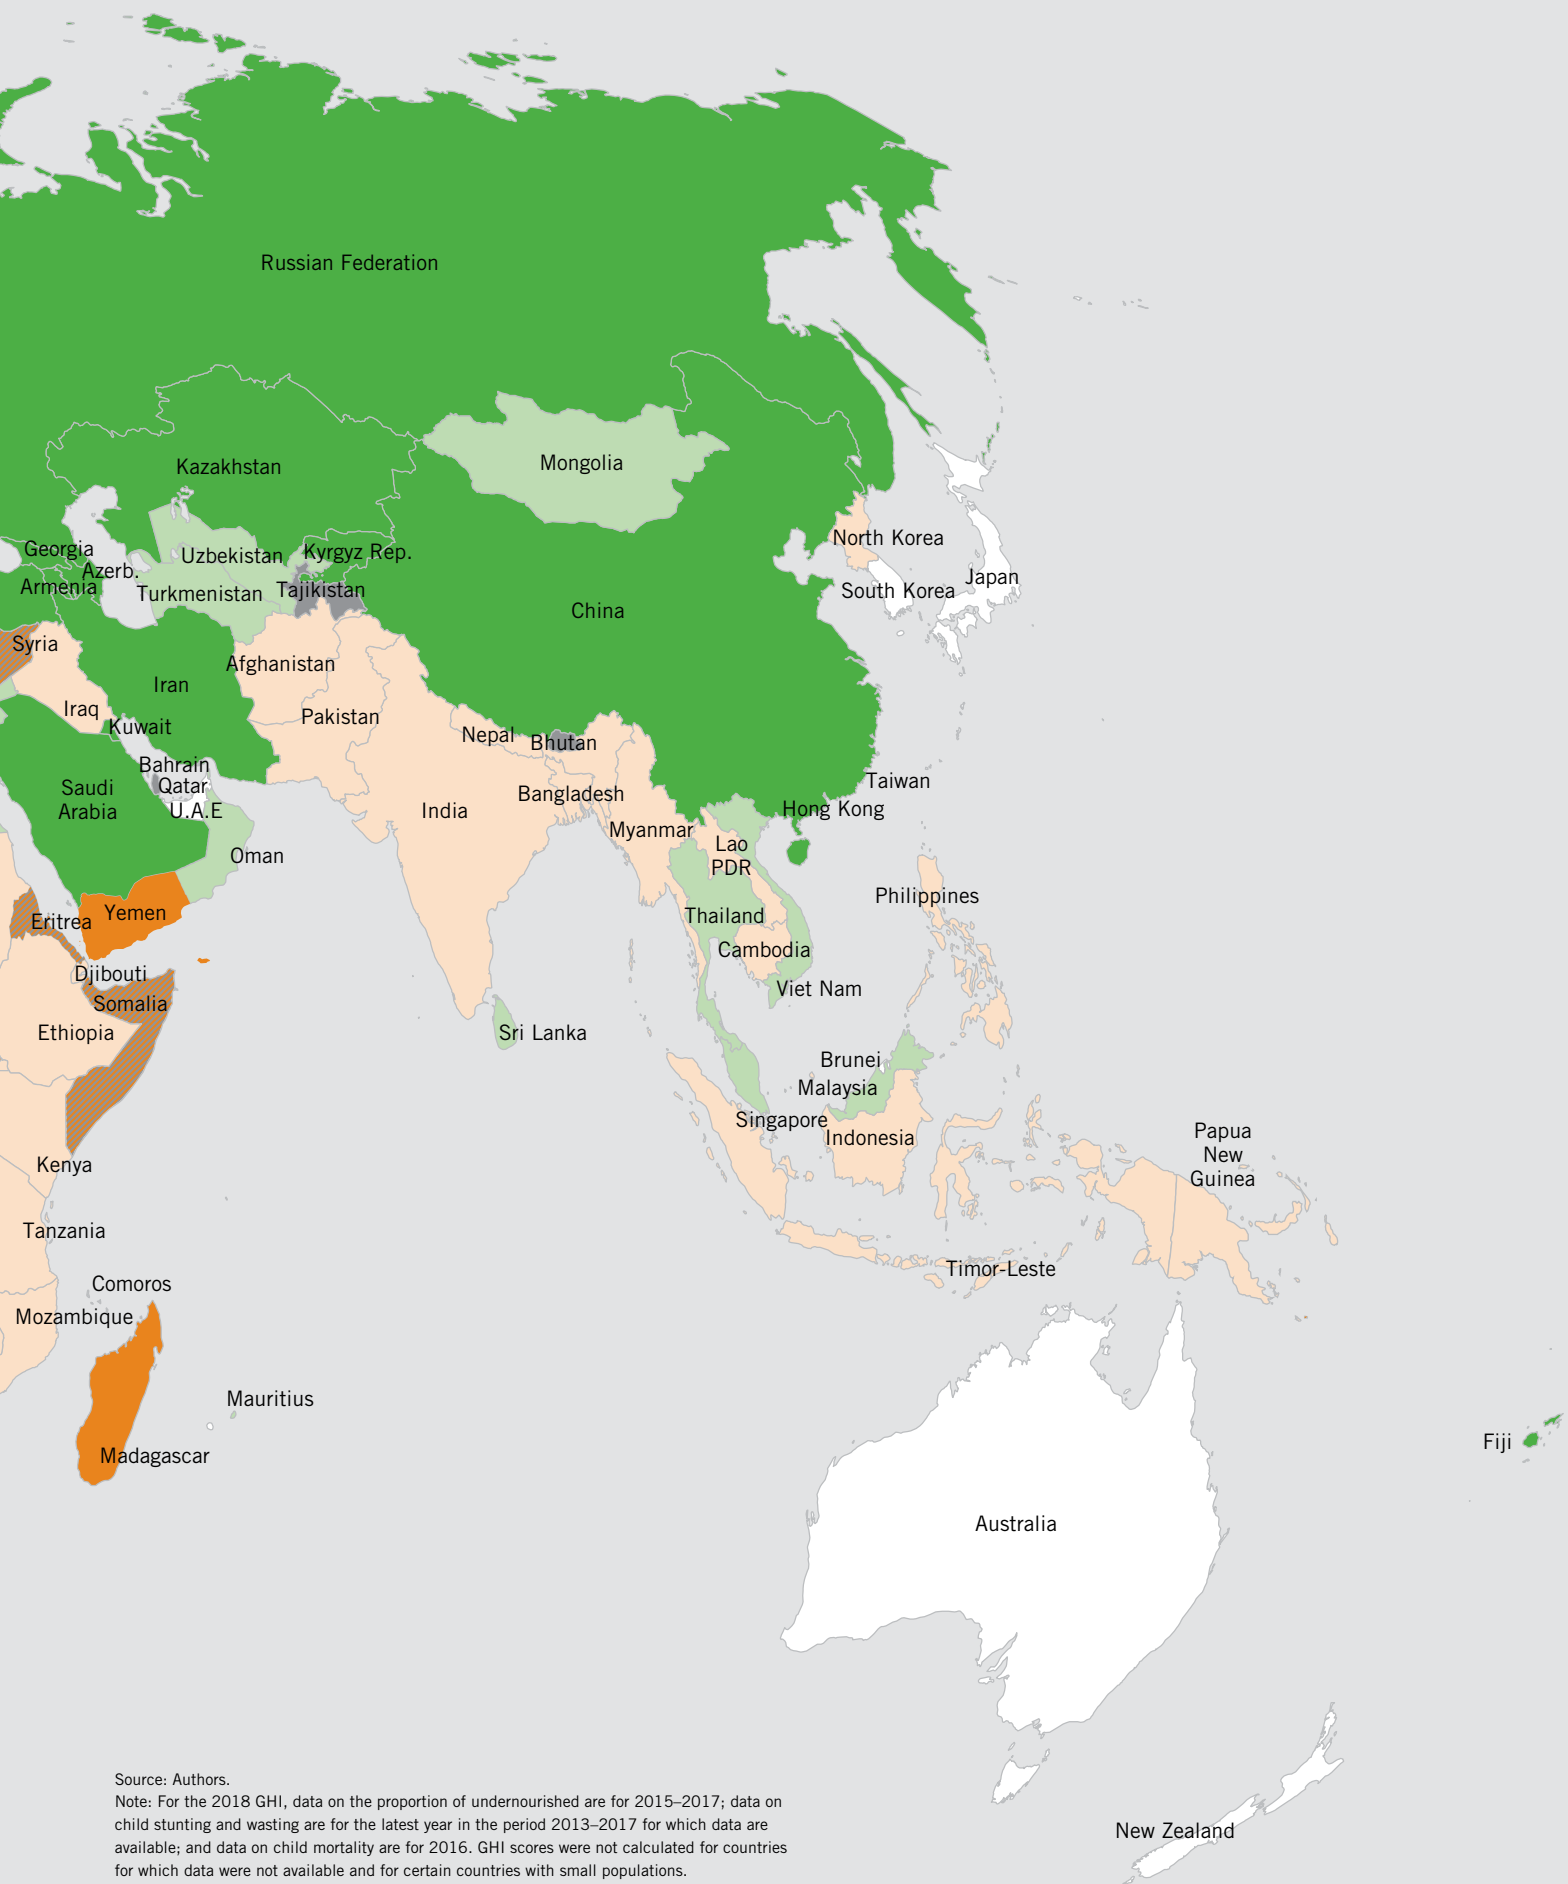 Russian Federation
Kazakhstan
Mongolia
North Korea
Georgia
Uzbekistan
Kyrgyz Rep.
Azerb.
Armenia
Turkmenistan
Tajikistan
South Korea
Japan
China
Syria
Afghanistan
Iran
Iraq
Pakistan
Kuwait
Nepal
Bhutan
Bahrain
Qatar
Saudi
Arabia
U.A.E
India
Bangladesh
Taiwan
Hong Kong
Myanmar
Lao
PDR
Oman
Philippines
Eritrea
Yemen
Thailand
Cambodia
Djibouti
Somalia
Viet Nam
Ethiopia
Sri Lanka
Brunei
Malaysia
Singapore
Indonesia
Papua
New
Guinea
Kenya
Tanzania
Timor-Leste
Comoros
Mozambique
Mauritius
Madagascar
Fiji
Australia
New Zealand
Source: Authors.
Note: For the 2018 GHI, data on the proportion of undernourished are for 2015–2017; data on
child stunting and wasting are for the latest year in the period 2013–2017 for which data are
available; and data on child mortality are for 2016. GHI scores were not calculated for countries
for which data were not available and for certain countries with small populations.